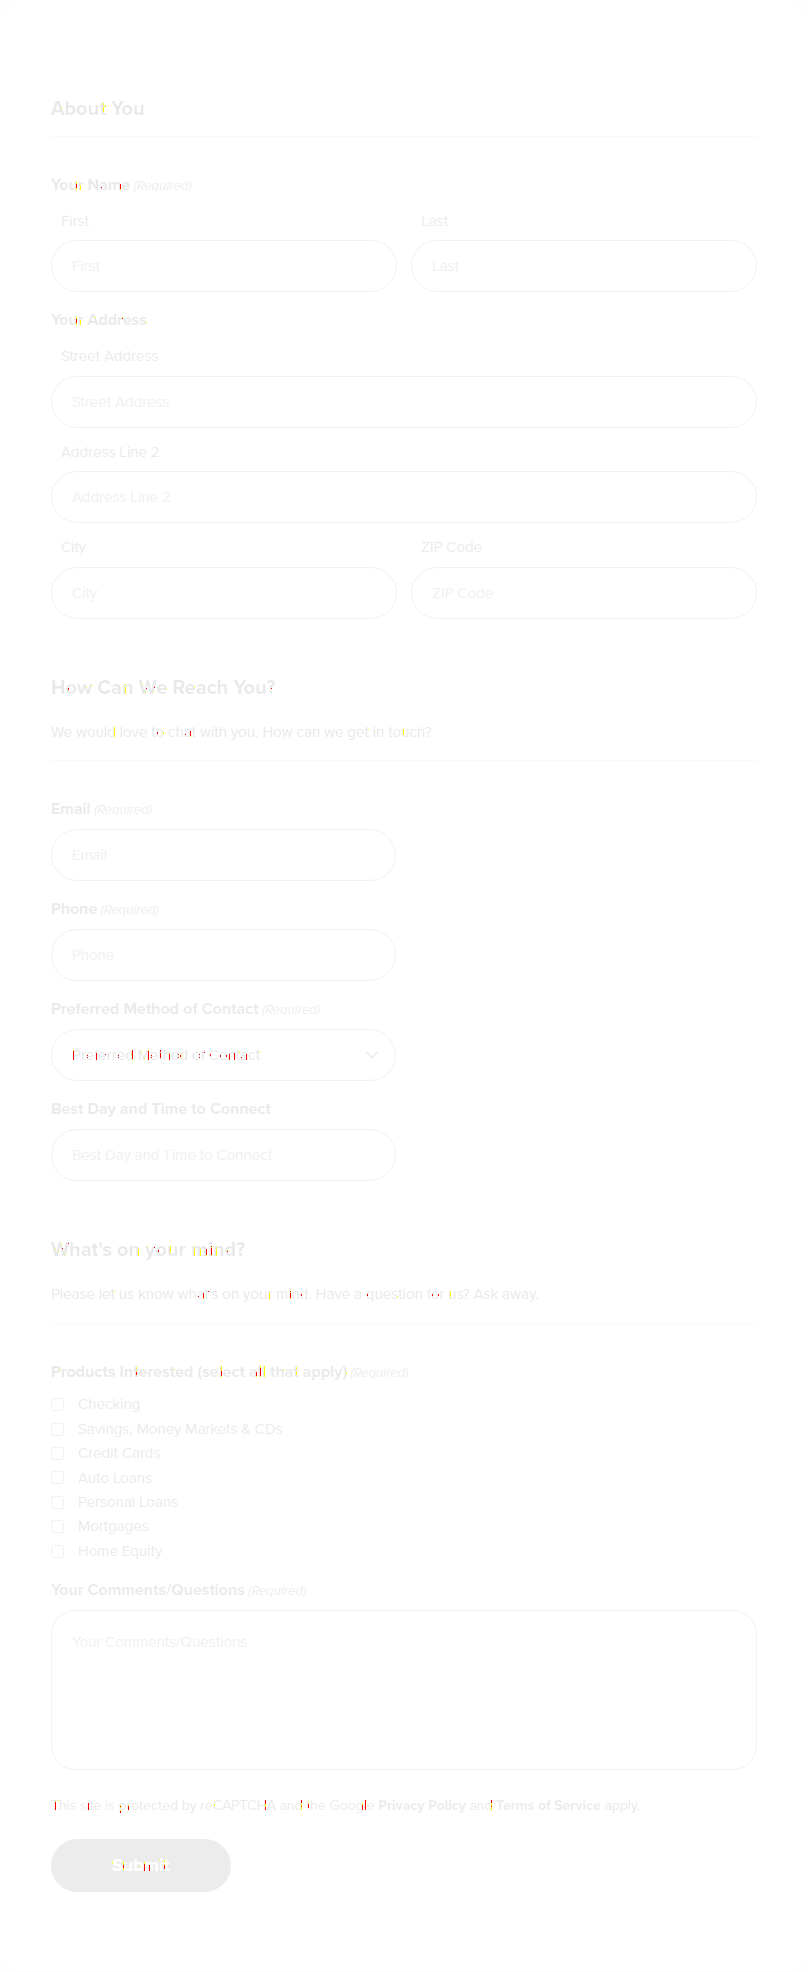 About You
Your Name (Required)
First
Last
First
Last
Your Address
Street Address
Street Address
Address Line 2
Address Line 2
City
ZIP Code
City
ZIP Code
How Can We Reach You?
We would love to chat with you. How can we get in touch?
Email (Required)
Email
Phone (Required)
Phone
Preferred Method of Contact (Required)
Preferred Method of Contact
Best Day and Time to Connect
Best Day and Time to Connect
What's on your mind?
Please let us know what's on your mind. Have a question for us? Ask away.
Products Interested (select all that apply) (Required)
Checking
Savings, Money Markets & CDs
Credit Cards
Auto Loans
Personal Loans
Mortgages
Home Equity
Your Comments/Questions (Required)
Your Comments/Questions
This site is protected by reCAPTCHA and the Google Privacy Policy and Terms of Service apply.
Submit